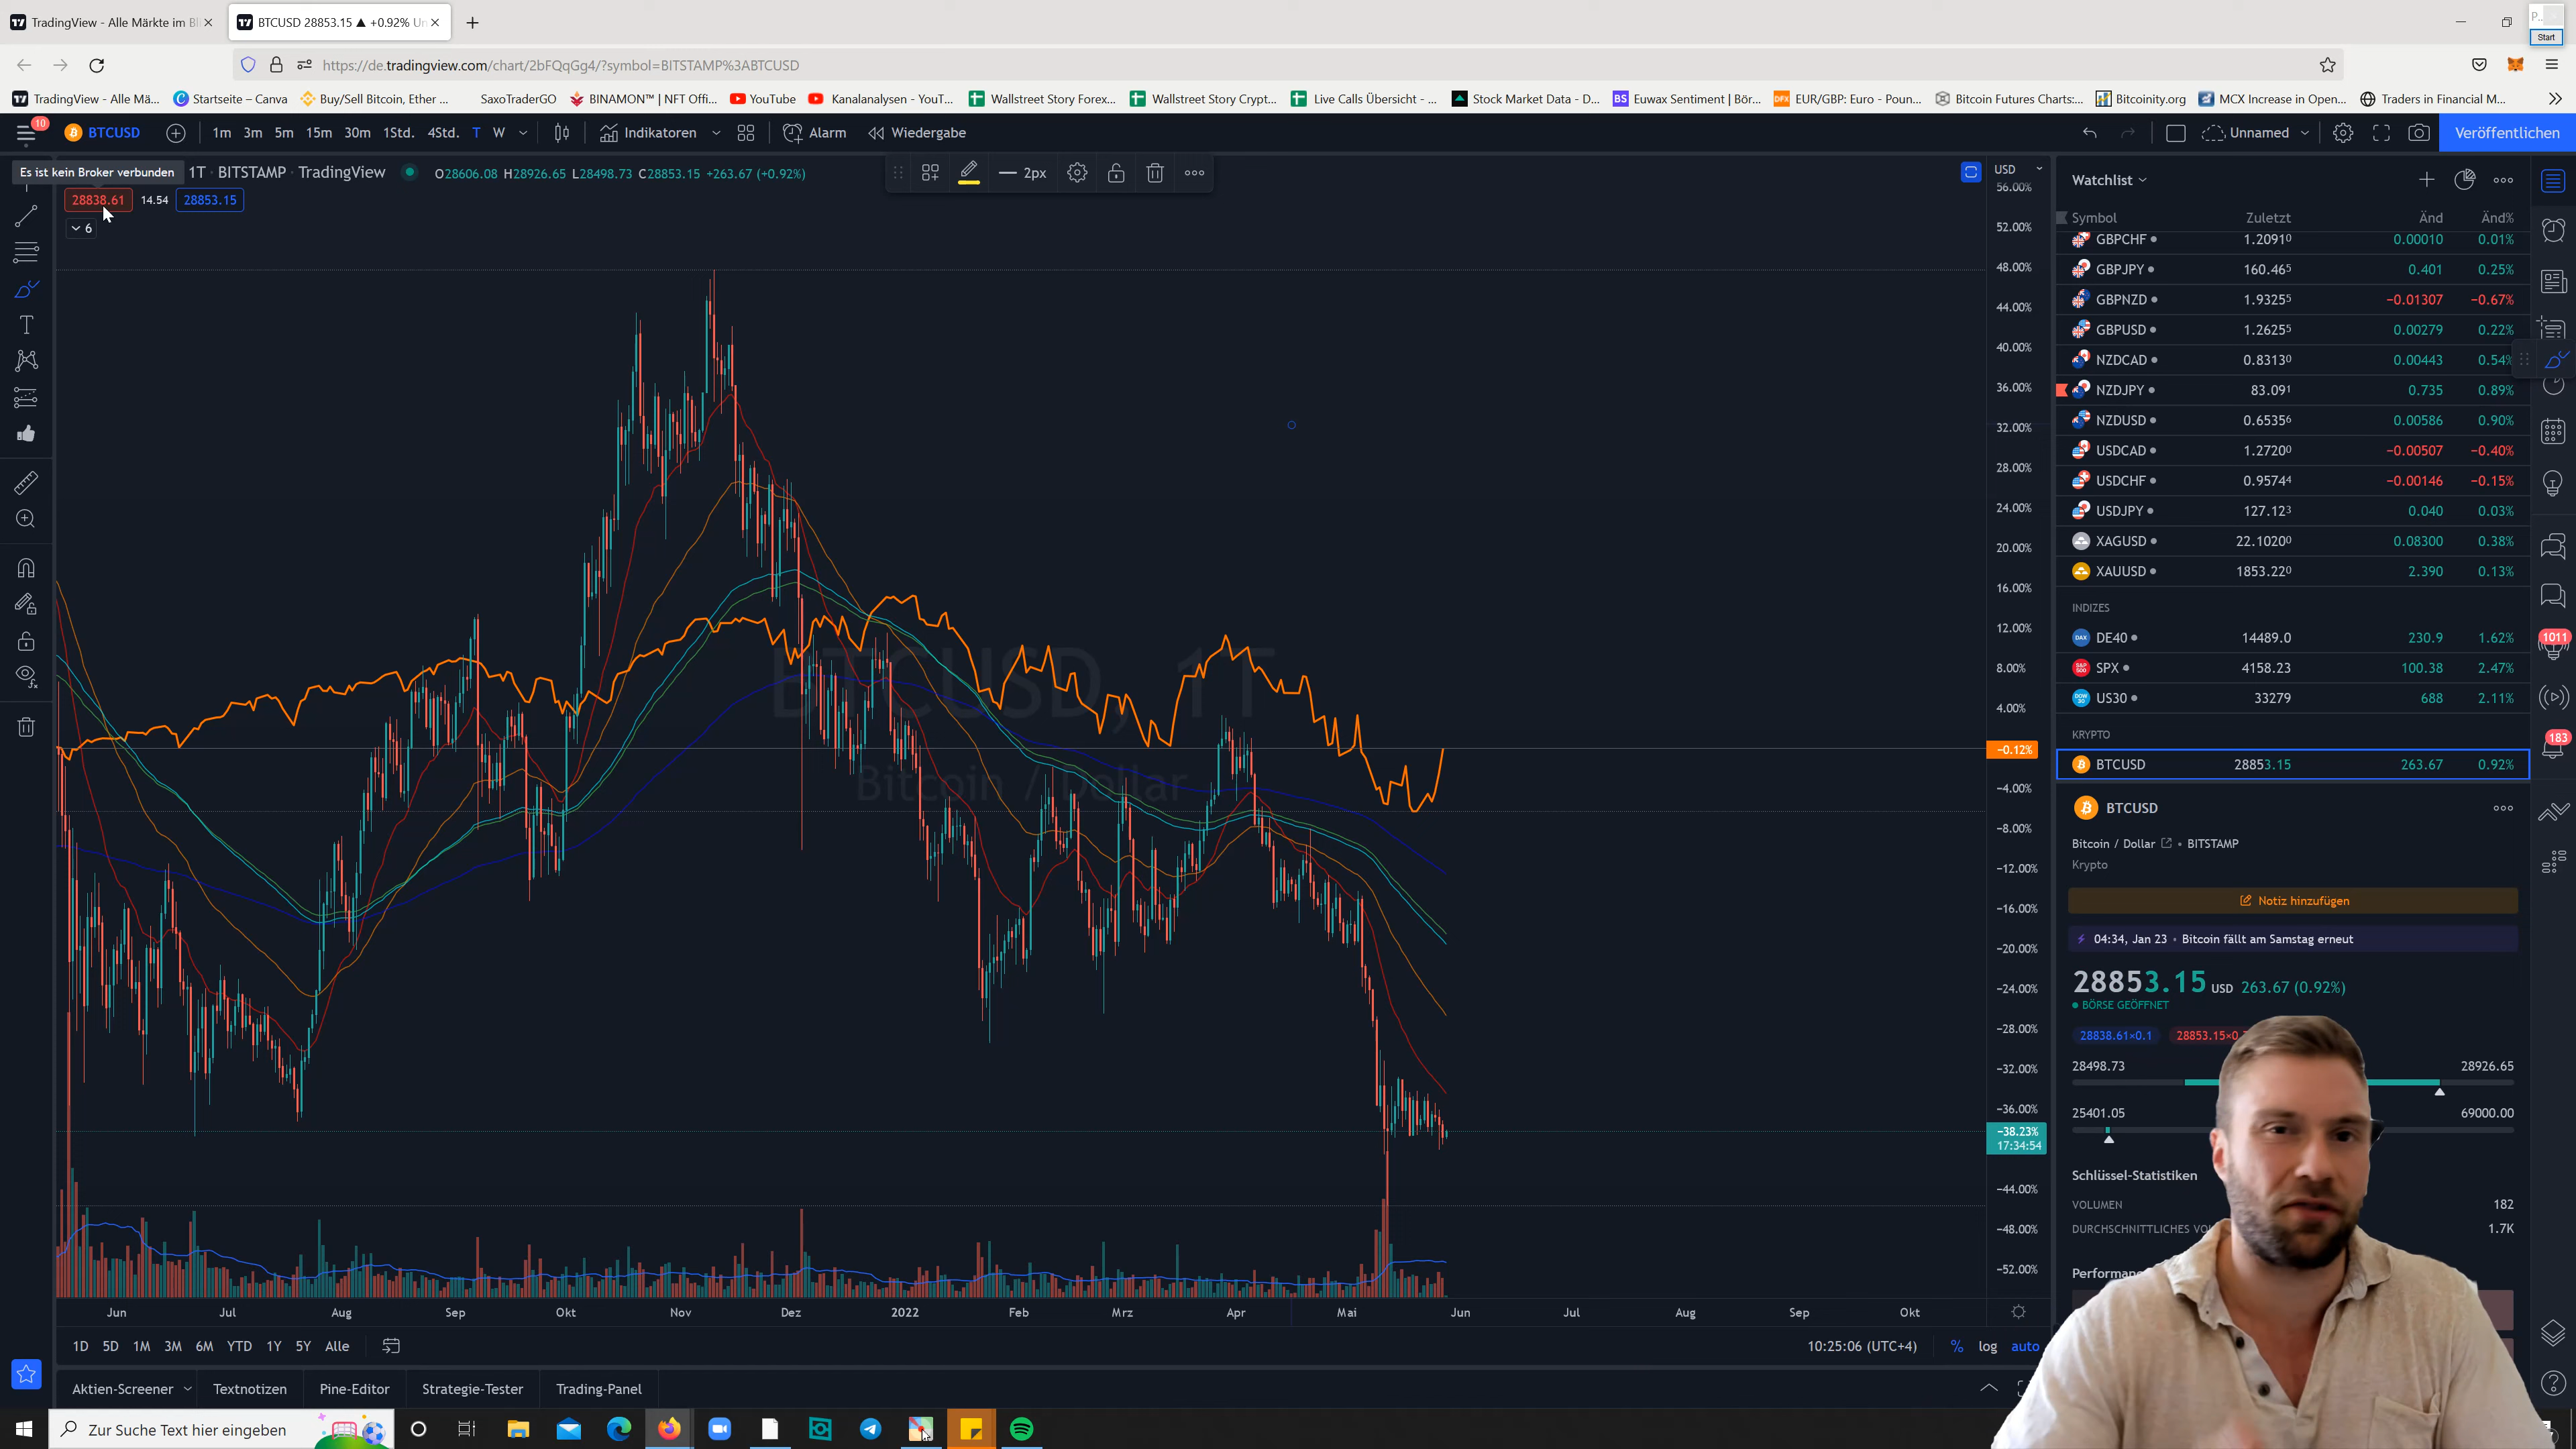 TradingView - Alle Märkte im Bl
BTCUSD 28853.15 ▲ +0.92% Un
P...
Start
https://de.tradingview.com/chart/2bFQqGg4/?symbol=BITSTAMP%3ABTCUSD
TradingView - Alle Mä... Startseite – Canva Buy/Sell Bitcoin, Ether ... SaxoTraderGO BINAMON™ | NFT Offi... YouTube Kanalanalysen - YouT... Wallstreet Story Forex... Wallstreet Story Crypt... Live Calls Übersicht - ... Stock Market Data - D... Euwax Sentiment | Bör... EUR/GBP: Euro - Poun... Bitcoin Futures Charts:... Bitcoinity.org MCX Increase in Open... Traders in Financial M...
10
BTCUSD 1m 3m 5m 15m 30m 1Std. 4Std. T W Indikatoren Alarm Wiedergabe Unnamed Veröffentlichen
Es ist kein Broker verbunden
1T · BITSTAMP · TradingView O28606.08 H28926.65 L28498.73 C28853.15 +263.67 (+0.92%)
2px
28838.61 14.54 28853.15
6
USD
56.00%
52.00%
48.00%
44.00%
40.00%
36.00%
32.00%
28.00%
24.00%
20.00%
16.00%
12.00%
8.00%
4.00%
−0.12%
−4.00%
−8.00%
−12.00%
−16.00%
−20.00%
−24.00%
−28.00%
−32.00%
−36.00%
−38.23%
17:34:54
−44.00%
−48.00%
−52.00%
BTCUSD, 1T
Bitcoin / Dollar
Jun Jul Aug Sep Okt Nov Dez 2022 Feb Mrz Apr Mai Jun Jul Aug Sep Okt
1D 5D 1M 3M 6M YTD 1Y 5Y Alle
10:25:06 (UTC+4) % log auto
Aktien-Screener Textnotizen Pine-Editor Strategie-Tester Trading-Panel
Watchlist
Symbol Zuletzt Änd Änd%
GBPCHF 1.20910 0.00010 0.01%
GBPJPY 160.465 0.401 0.25%
GBPNZD 1.93255 −0.01307 −0.67%
GBPUSD 1.26255 0.00279 0.22%
NZDCAD 0.83130 0.00443 0.54%
NZDJPY 83.091 0.735 0.89%
NZDUSD 0.65356 0.00586 0.90%
USDCAD 1.27200 −0.00507 −0.40%
USDCHF 0.95744 −0.00146 −0.15%
USDJPY 127.123 0.040 0.03%
XAGUSD 22.10200 0.08300 0.38%
XAUUSD 1853.220 2.390 0.13%
INDIZES
DE40 14489.0 230.9 1.62%
SPX 4158.23 100.38 2.47%
US30 33279 688 2.11%
KRYPTO
BTCUSD 28853.15 263.67 0.92%
1011
183
BTCUSD
Bitcoin / Dollar • BITSTAMP
Krypto
Notiz hinzufügen
04:34, Jan 23 • Bitcoin fällt am Samstag erneut
28853.15 USD 263.67 (0.92%)
BÖRSE GEÖFFNET
28838.61×0.1 28853.15×0.
28498.73 28926.65
25401.05 69000.00
Schlüssel-Statistiken
VOLUMEN 182
DURCHSCHNITTLICHES VO 1.7K
Performan
Zur Suche Text hier eingeben